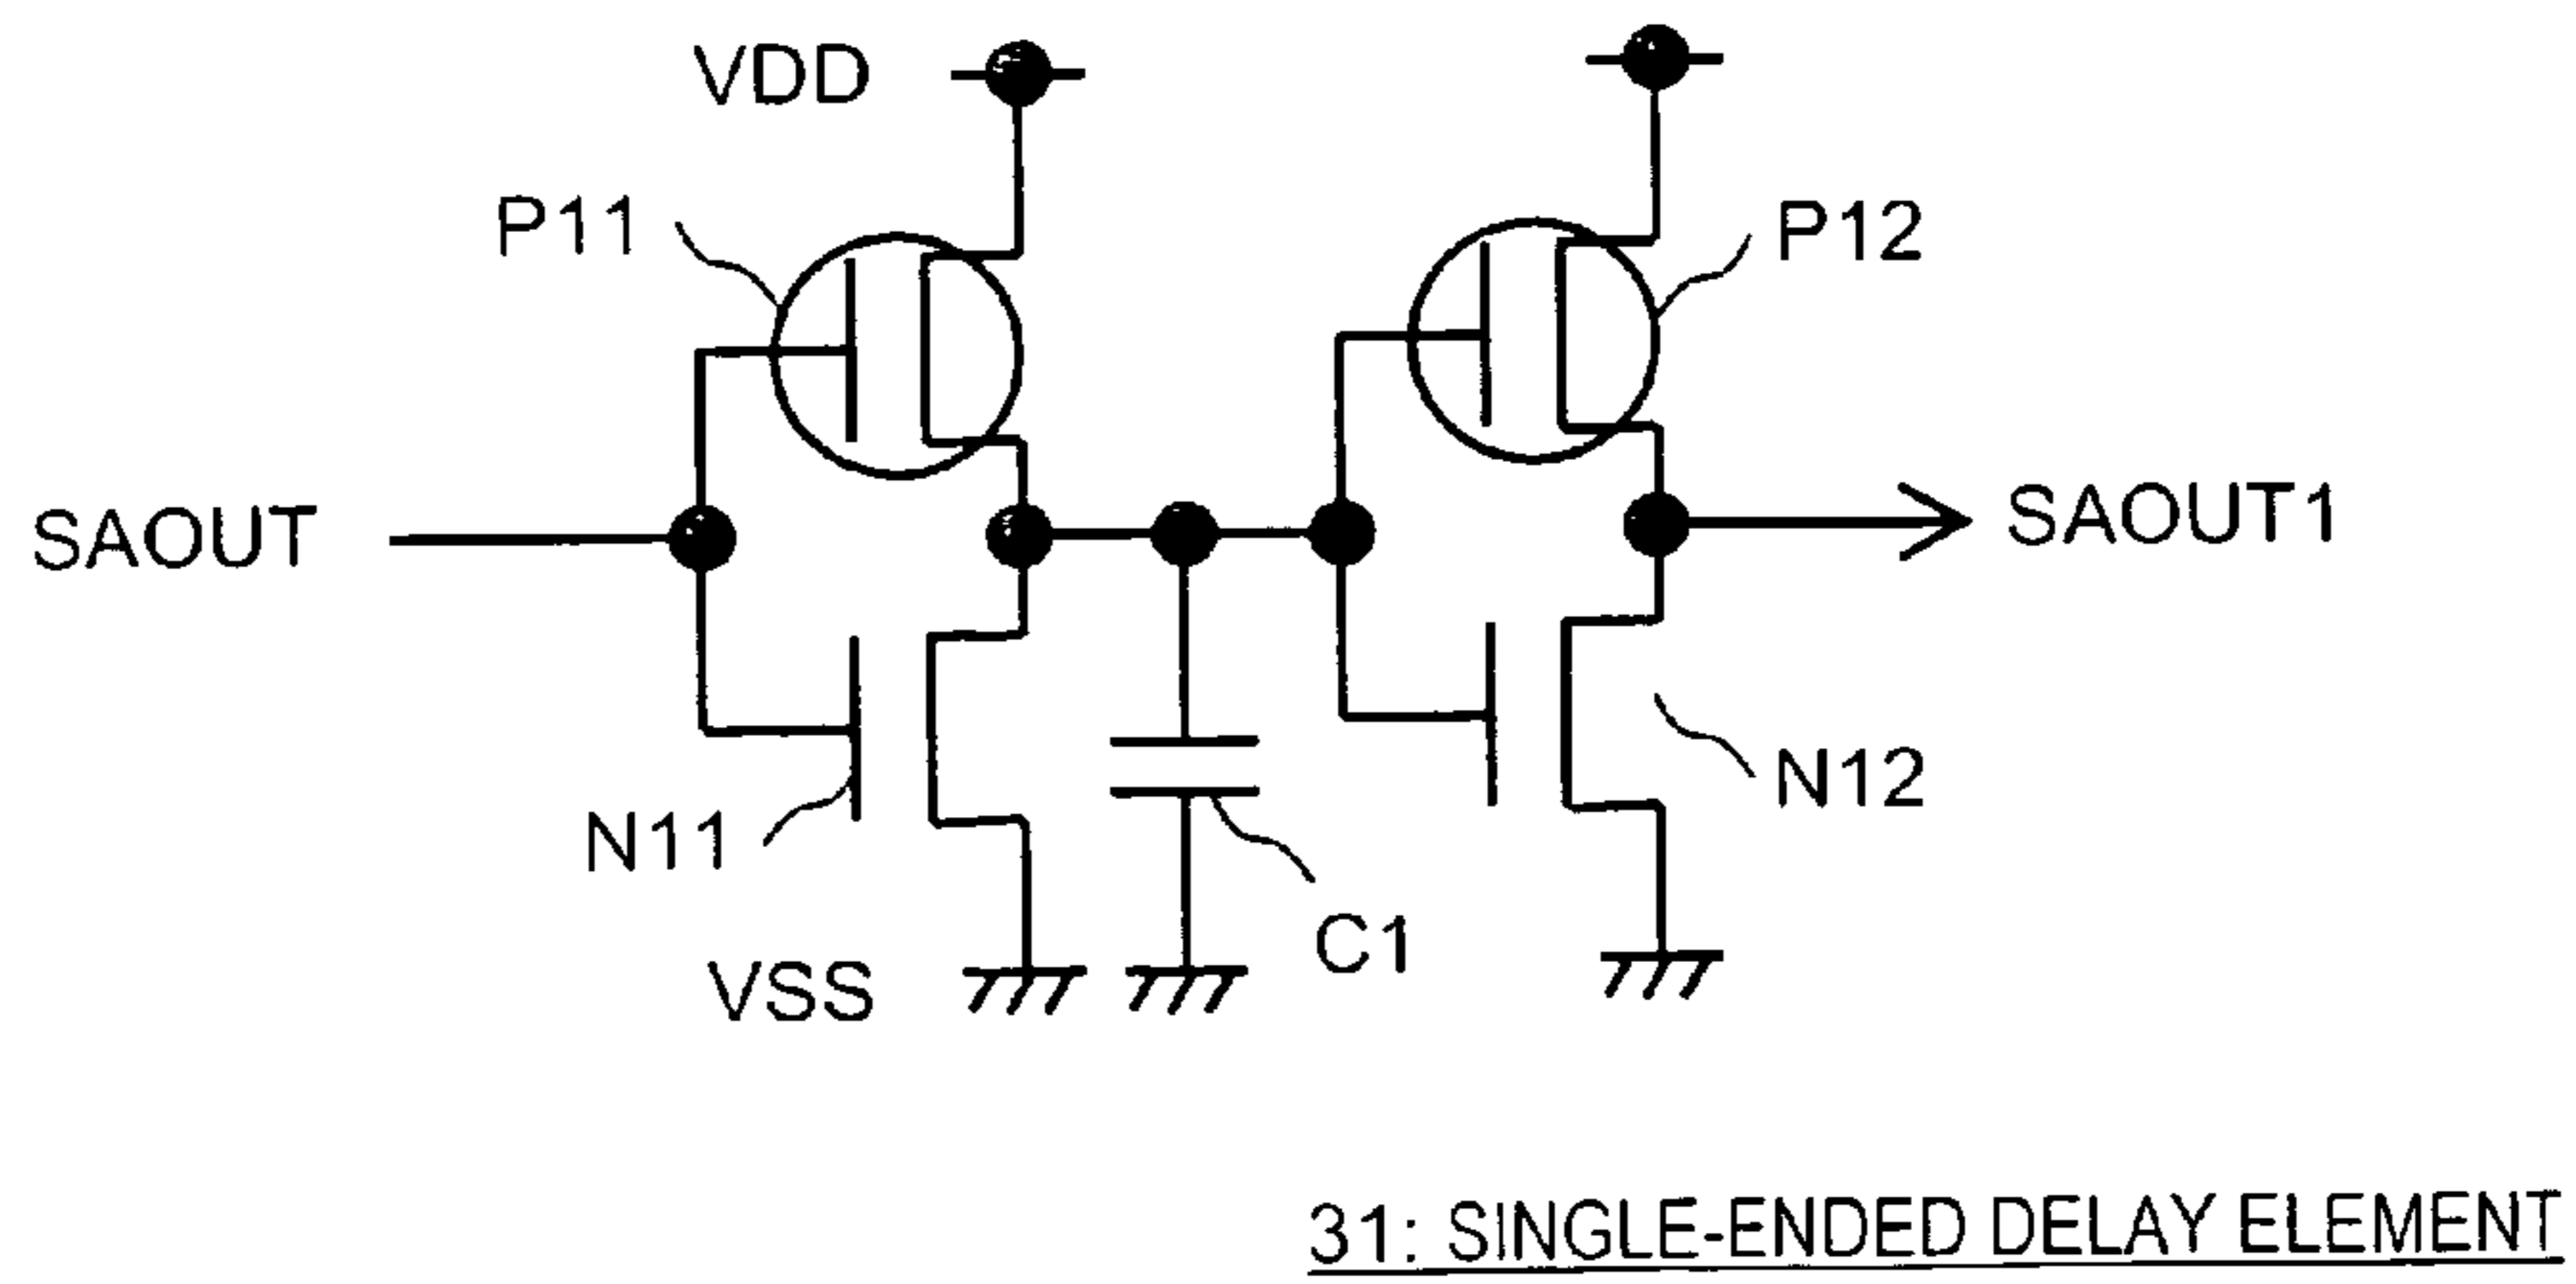 VDD
P11
P12
SAOUT
SAOUT1
N11
N12
C1
VSS
31: SINGLE-ENDED DELAY ELEMENT